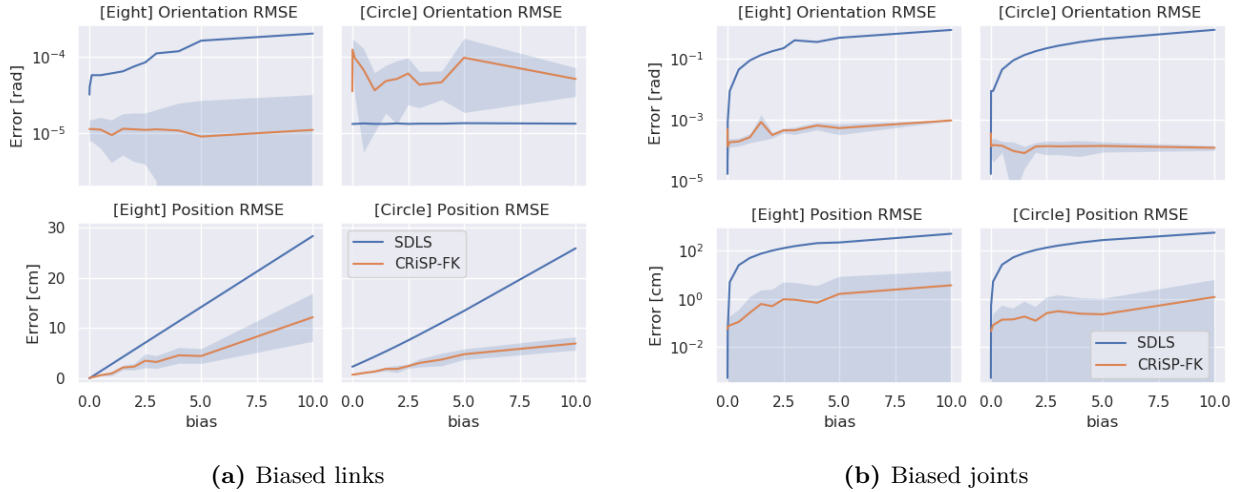 [Eight] Orientation RMSE
[Circle] Orientation RMSE
Error [rad]
10⁻⁴
10⁻⁵
[Eight] Position RMSE
[Circle] Position RMSE
Error [cm]
30
20
10
0
SDLS
CRiSP-FK
0.0 2.5 5.0 7.5 10.0
0.0 2.5 5.0 7.5 10.0
bias
bias
(a) Biased links
[Eight] Orientation RMSE
[Circle] Orientation RMSE
Error [rad]
10⁻¹
10⁻³
10⁻⁵
[Eight] Position RMSE
[Circle] Position RMSE
Error [cm]
10²
10⁰
10⁻²
SDLS
CRiSP-FK
0.0 2.5 5.0 7.5 10.0
0.0 2.5 5.0 7.5 10.0
bias
bias
(b) Biased joints